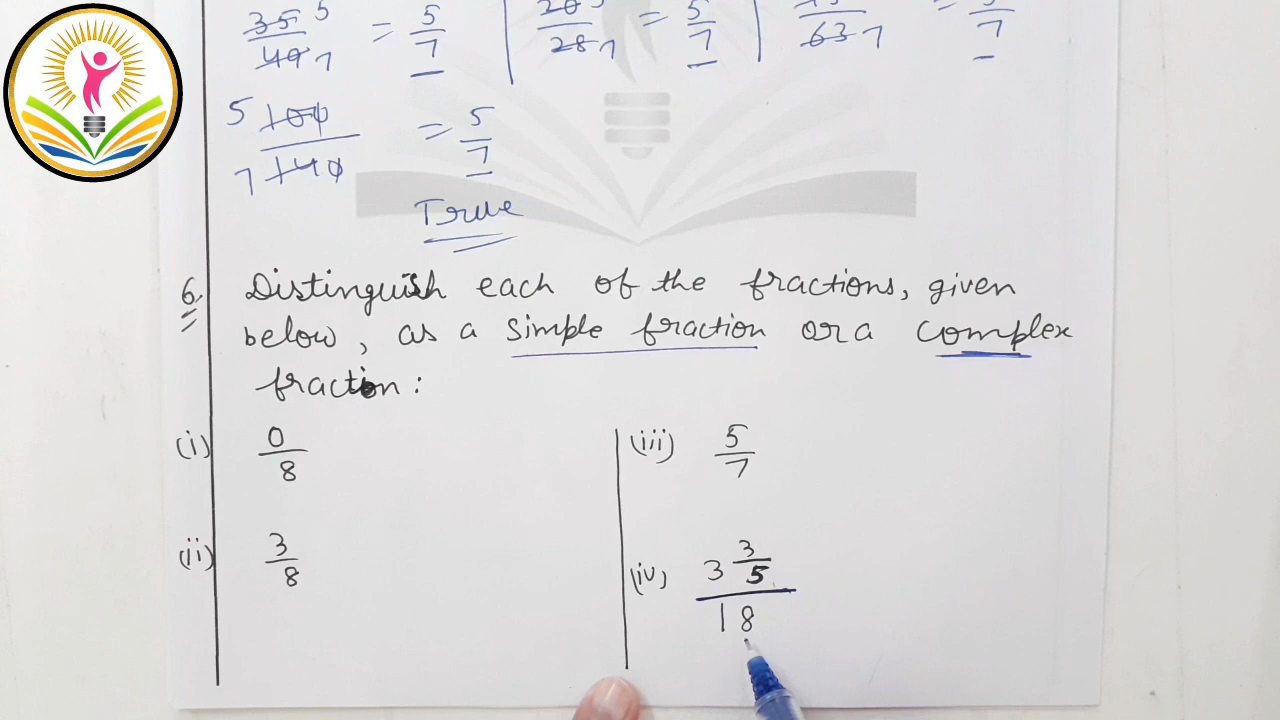 35 5 / 49 7 = 5/7 | 20 5 / 28 7 = 5/7 | 63 7 = 7
5 100 / 7 140 = 5/7
True
6. Distinguish each of the fractions, given
below, as a simple fraction or a complex
fraction:
(i) 0/8 (iii) 5/7
(ii) 3/8 (iv) 3 3/5 / 18